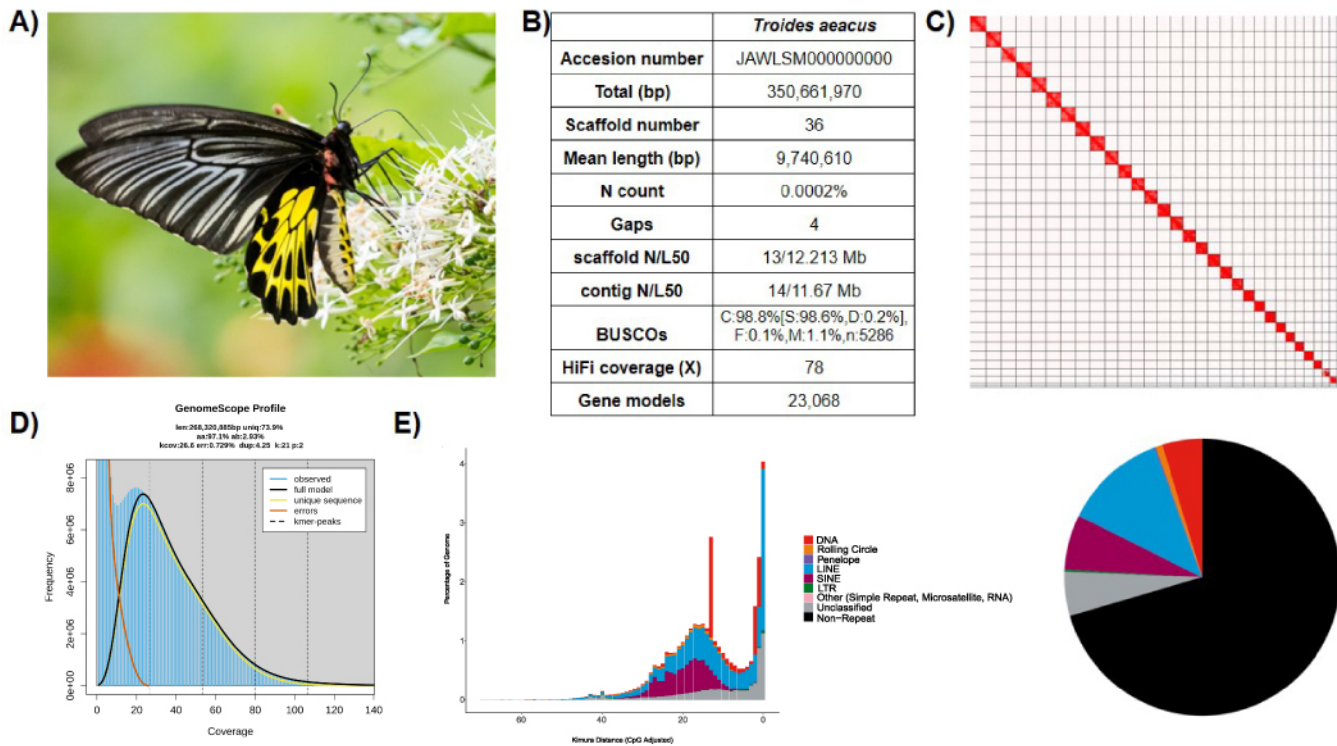 A)
B)
Troides aeacus
Accesion number JAWLSM000000000
Total (bp) 350,661,970
Scaffold number 36
Mean length (bp) 9,740,610
N count 0.0002%
Gaps 4
scaffold N/L50 13/12.213 Mb
contig N/L50 14/11.67 Mb
BUSCOs C:98.8%[S:98.6%,D:0.2%],
F:0.1%,M:1.1%,n:5286
HiFi coverage (X) 78
Gene models 23,068
C)
D)
GenomeScope Profile
len:268,320,885bp uniq:73.9%
aa:97.1% ab:2.93%
kcov:26.6 err:0.729% dup:4.25 k:21 p:2
observed
full model
unique sequence
errors
kmer-peaks
Frequency
8e+06
6e+06
4e+06
2e+06
0e+00
0 20 40 60 80 100 120 140
Coverage
E)
Percentage of Genome
4
3
2
1
0
60 40 20 0
Kimura Distance (CpG Adjusted)
DNA
Rolling Circle
Penelope
LINE
SINE
LTR
Other (Simple Repeat, Microsatellite, RNA)
Unclassified
Non-Repeat